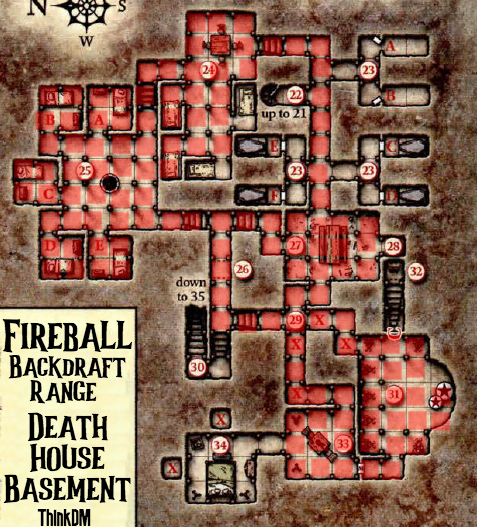 N
S
W
24
23
A
B
22
up to 21
B
A
25
C
D
E
E
C
23
23
F
D
27
28
26
32
down
to 35
29
X
X
X
30
X
31
X
34
33
X
FIREBALL
BACKDRAFT
RANGE
DEATH
HOUSE
BASEMENT
ThinkDM